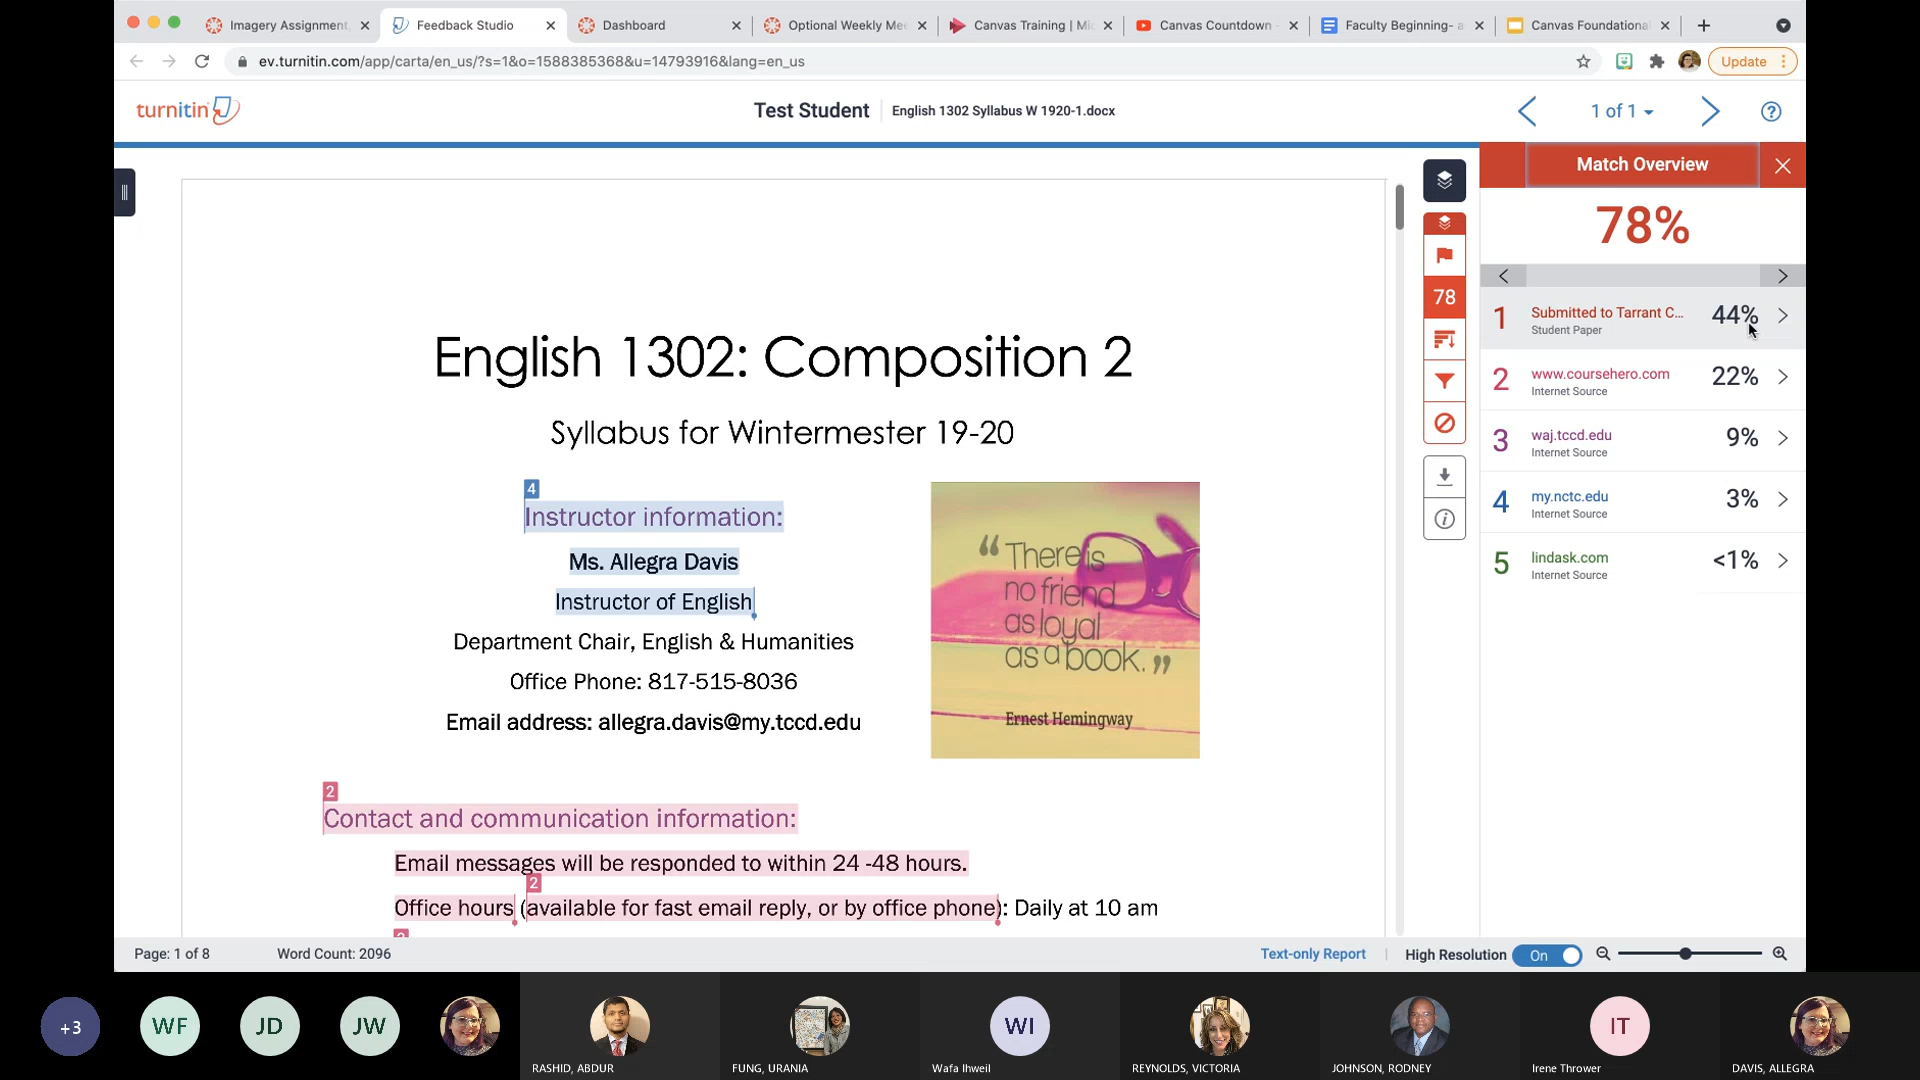 Imagery Assignment,
Feedback Studio
Dashboard
Optional Weekly Me
Canvas Training | Mi
Canvas Countdown -
Faculty Beginning- a
Canvas Foundational
ev.turnitin.com/app/carta/en_us/?s=1&o=1588385368&u=14793916&lang=en_us
Update
turnitin
Test Student
English 1302 Syllabus W 1920-1.docx
1 of 1
Match Overview
78%
78
1 Submitted to Tarrant C... 44%
Student Paper
2 www.coursehero.com 22%
Internet Source
3 waj.tccd.edu 9%
Internet Source
4 my.nctc.edu 3%
Internet Source
5 lindask.com <1%
Internet Source
English 1302: Composition 2
Syllabus for Wintermester 19-20
4
Instructor information:
Ms. Allegra Davis
Instructor of English
Department Chair, English & Humanities
Office Phone: 817-515-8036
Email address: allegra.davis@my.tccd.edu
“There is
no friend
as loyal
as a book.”
Ernest Hemingway
2
Contact and communication information:
Email messages will be responded to within 24 -48 hours.
2
Office hours (available for fast email reply, or by office phone): Daily at 10 am
Page: 1 of 8
Word Count: 2096
Text-only Report
High Resolution
On
+3
WF
JD
JW
WI
IT
RASHID, ABDUR
FUNG, URANIA
Wafa Ihweil
REYNOLDS, VICTORIA
JOHNSON, RODNEY
Irene Thrower
DAVIS, ALLEGRA